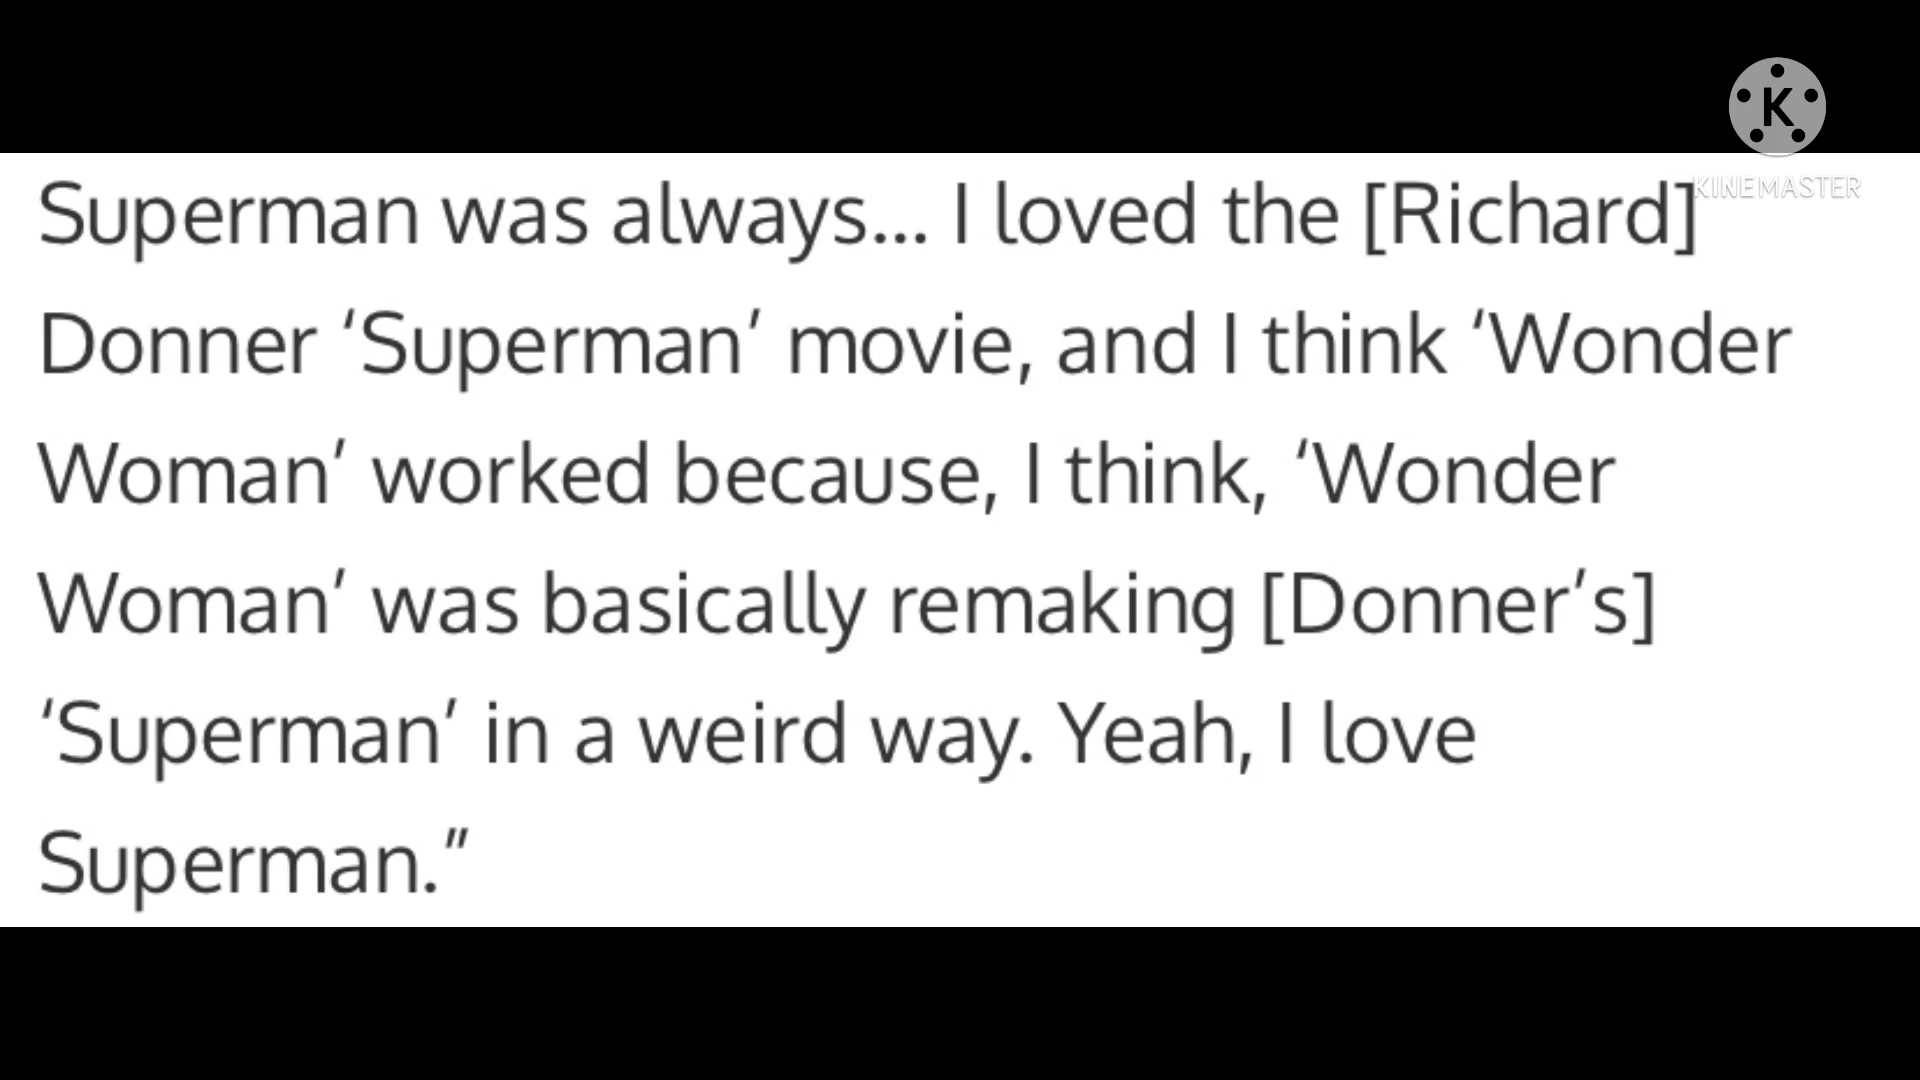 K
KINEMASTER
Superman was always... I loved the [Richard]
Donner ‘Superman’ movie, and I think ‘Wonder
Woman’ worked because, I think, ‘Wonder
Woman’ was basically remaking [Donner’s]
‘Superman’ in a weird way. Yeah, I love
Superman.”